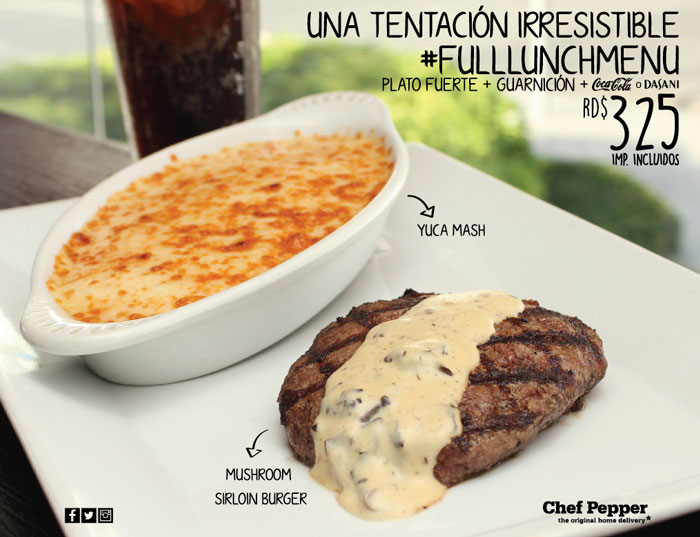 UNA TENTACIÓN IRRESISTIBLE
#FULLLUNCHMENU
PLATO FUERTE + GUARNICIÓN + Coca-Cola O DASANI
RD$ 325
IMP. INCLUIDOS
YUCA MASH
MUSHROOM
SIRLOIN BURGER
Chef Pepper
the original home delivery